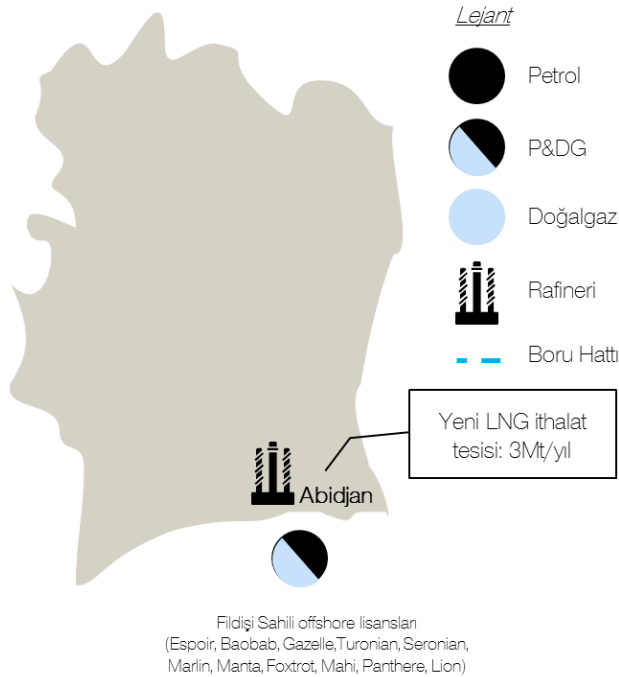 Lejant
Petrol
P&DG
Doğalgaz
Rafineri
Boru Hattı
Yeni LNG ithalat
tesisi: 3Mt/yıl
Abidjan
Fildişi Sahili offshore lisansları
(Espoir, Baobab, Gazelle,Turonian, Seronian,
Marlin, Manta, Foxtrot, Mahi, Panthere, Lion)